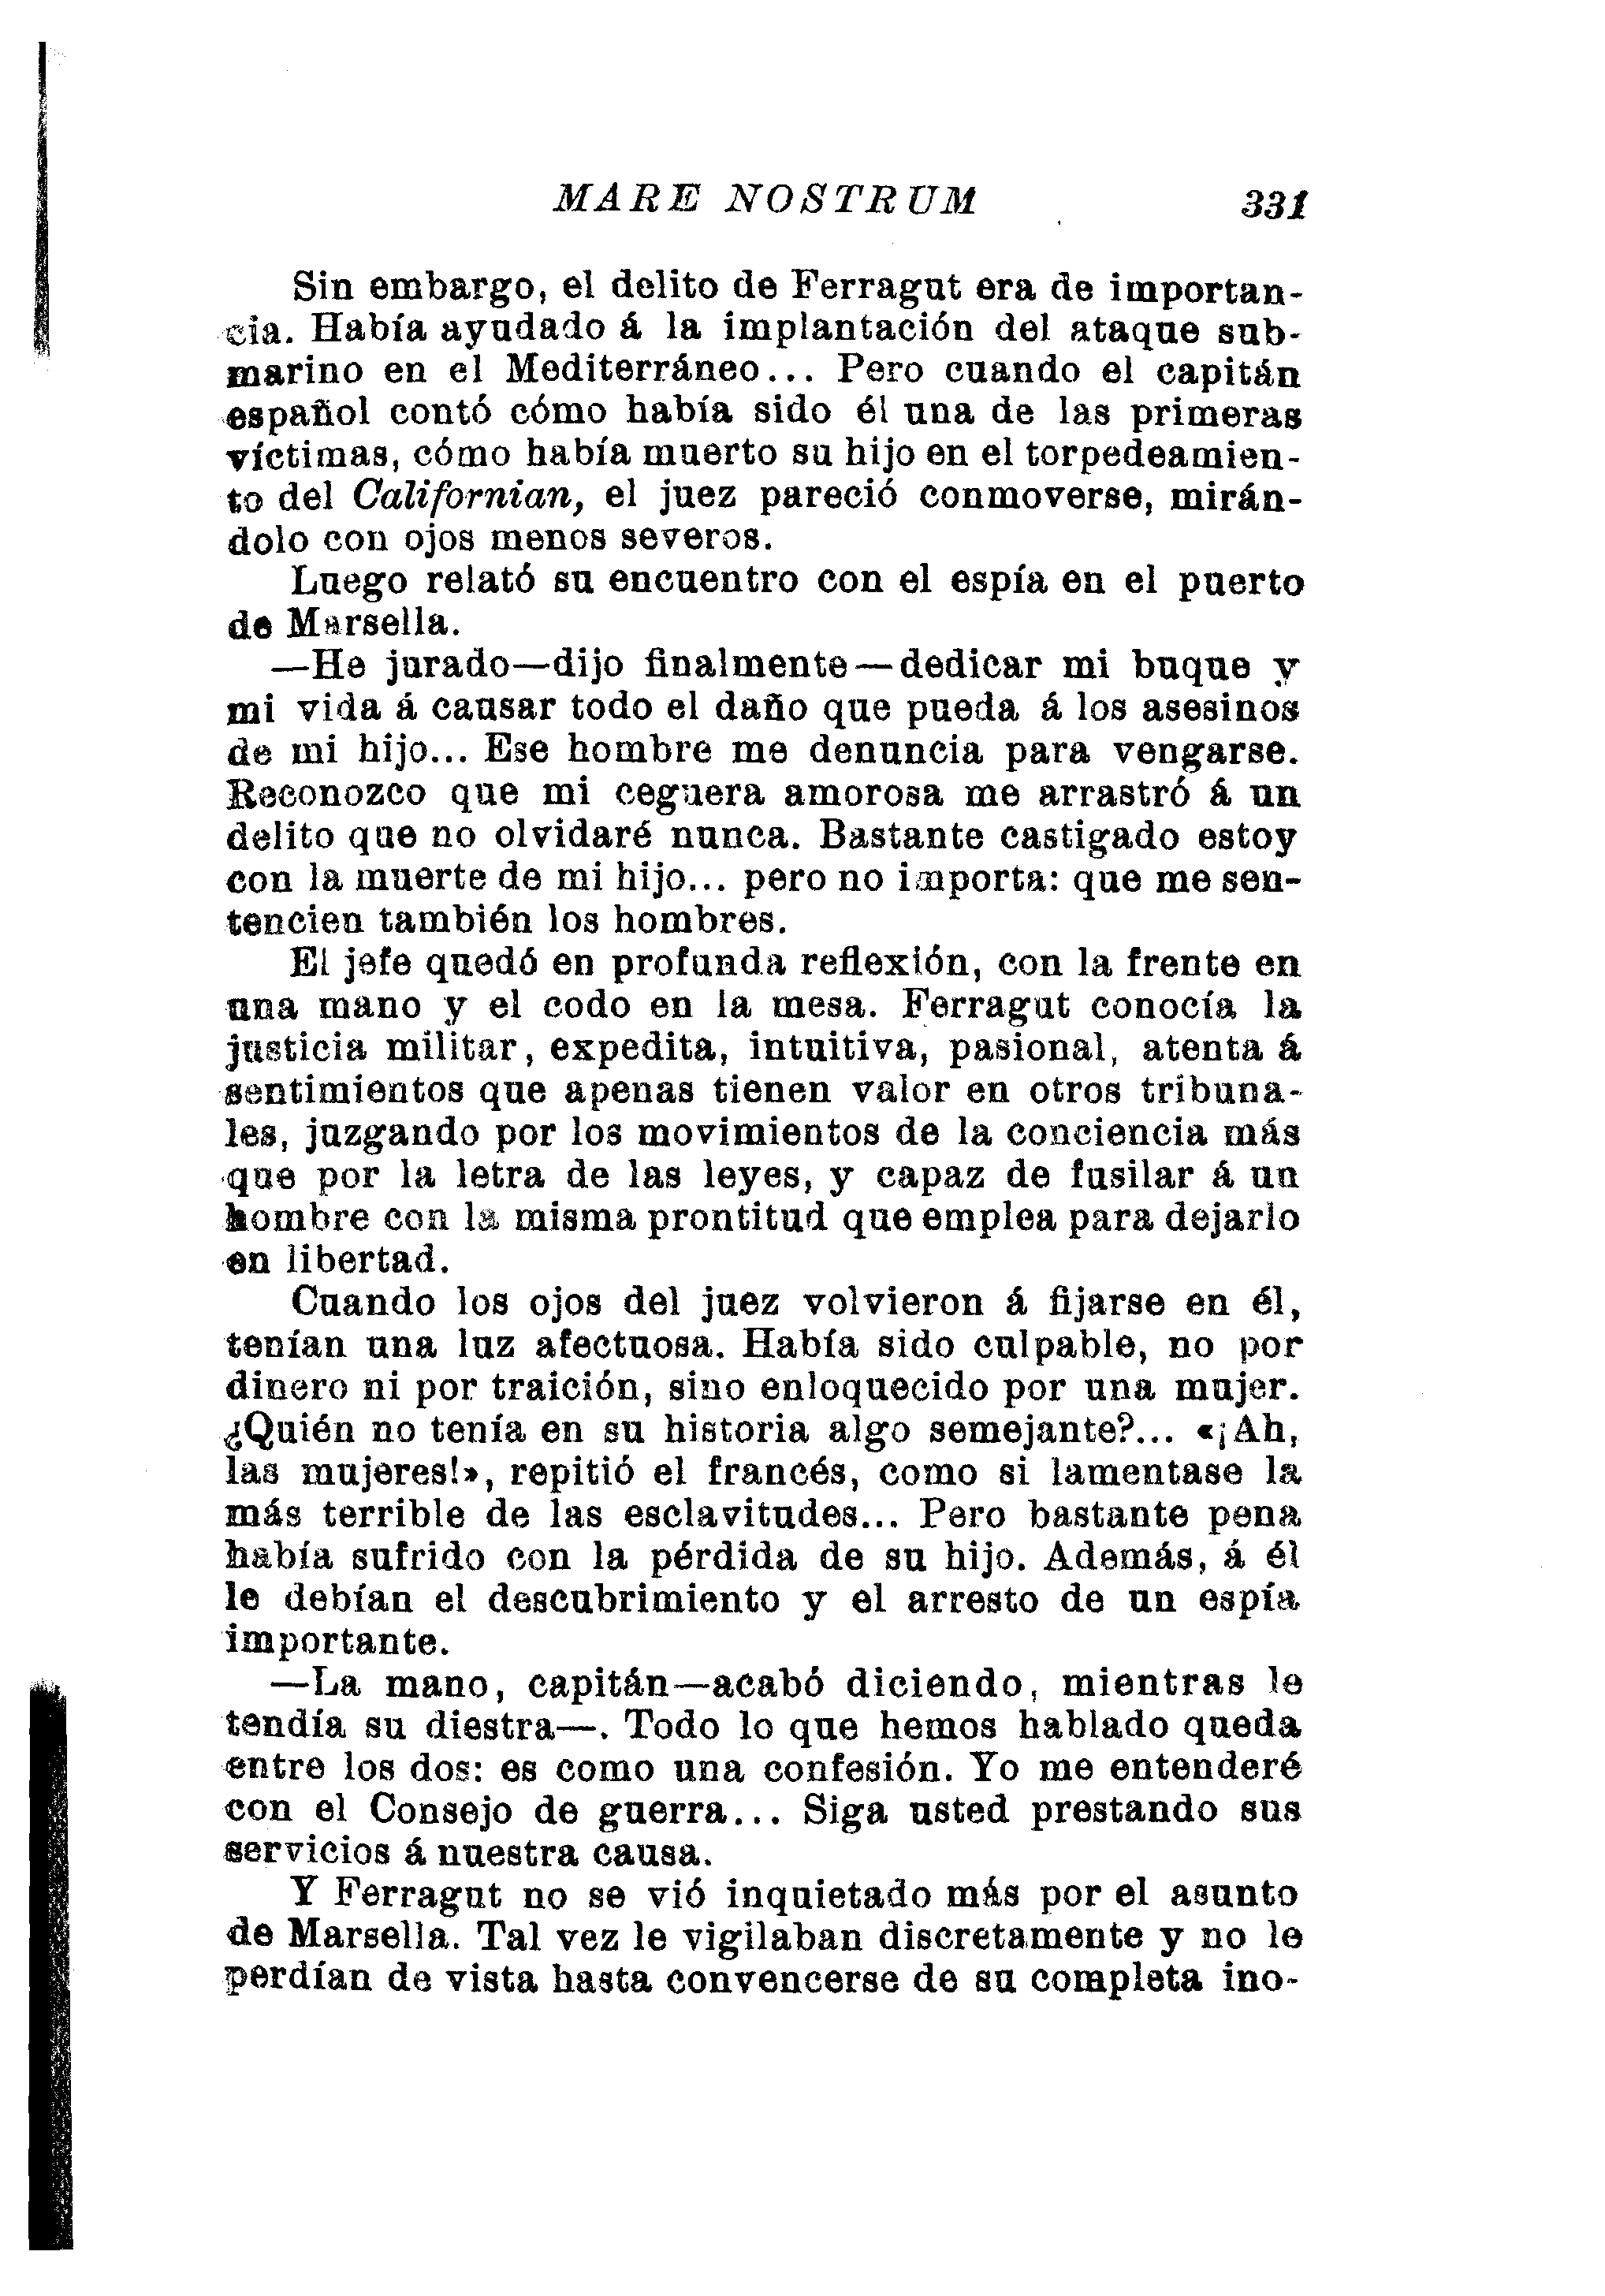 MARE NOSTRUM 331
Sin embargo, el delito de Ferragut era de importan-
cia. Había ayudado á la implantación del ataque sub-
marino en el Mediterráneo... Pero cuando el capitán
español contó cómo había sido él una de las primeras
víctimas, cómo había muerto su hijo en el torpedeamien-
to del Californian, el juez pareció conmoverse, mirán-
dolo con ojos menos severos.
Luego relató su encuentro con el espía en el puerto
de Marsella.
—He jurado—dijo finalmente—dedicar mi buque y
mi vida á causar todo el daño que pueda á los asesinos
de mi hijo... Ese hombre me denuncia para vengarse.
Reconozco que mi ceguera amorosa me arrastró á un
delito que no olvidaré nunca. Bastante castigado estoy
con la muerte de mi hijo... pero no importa: que me sen-
tencien también los hombres.
El jefe quedó en profunda reflexión, con la frente en
una mano y el codo en la mesa. Ferragut conocía la
justicia militar, expedita, intuitiva, pasional, atenta á
sentimientos que apenas tienen valor en otros tribuna-
les, juzgando por los movimientos de la conciencia más
que por la letra de las leyes, y capaz de fusilar á un
hombre con la misma prontitud que emplea para dejarlo
en libertad.
Cuando los ojos del juez volvieron á fijarse en él,
tenían una luz afectuosa. Había sido culpable, no por
dinero ni por traición, sino enloquecido por una mujer.
¿Quién no tenía en su historia algo semejante?... «¡Ah,
las mujeres!», repitió el francés, como si lamentase la
más terrible de las esclavitudes... Pero bastante pena
había sufrido con la pérdida de su hijo. Además, á él
le debían el descubrimiento y el arresto de un espía
importante.
—La mano, capitán—acabó diciendo, mientras le
tendía su diestra—. Todo lo que hemos hablado queda
entre los dos: es como una confesión. Yo me entenderé
con el Consejo de guerra... Siga usted prestando sus
servicios á nuestra causa.
Y Ferragut no se vió inquietado más por el asunto
de Marsella. Tal vez le vigilaban discretamente y no le
perdían de vista hasta convencerse de su completa ino-